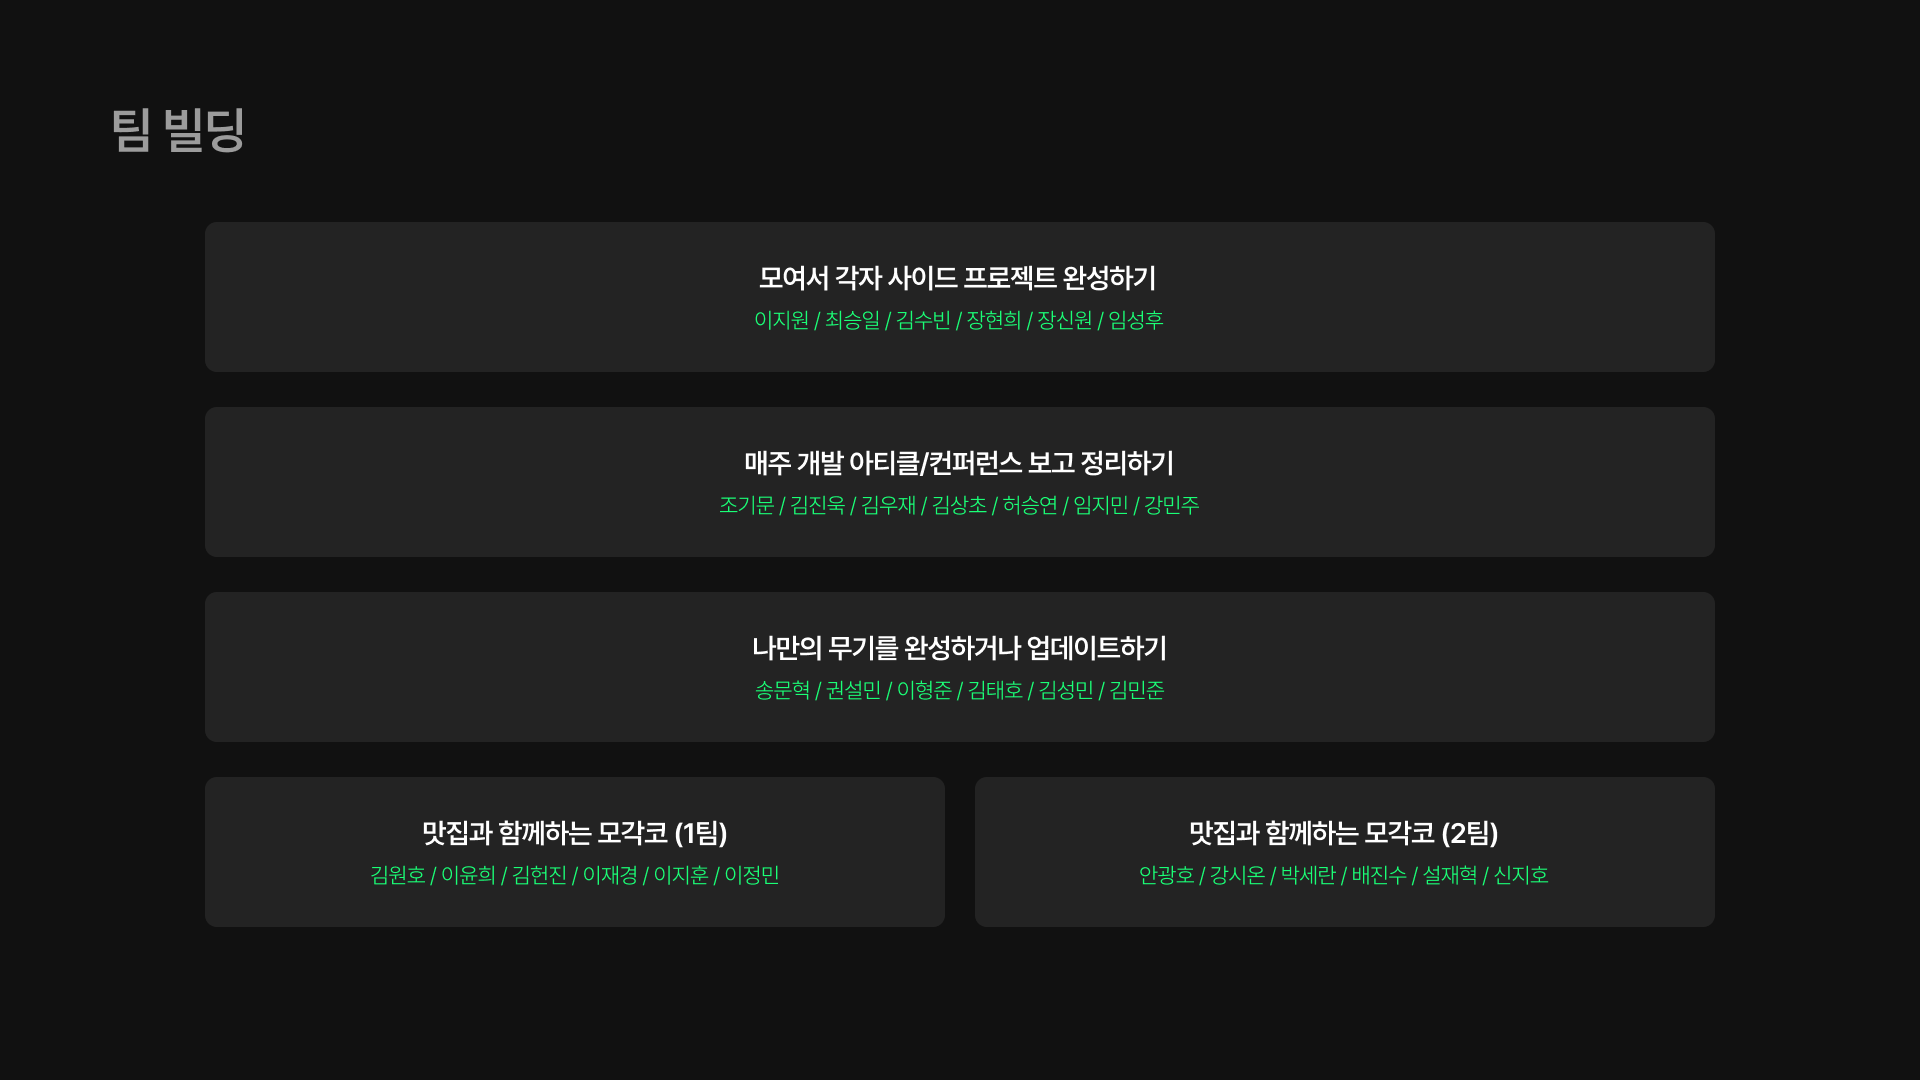 팀 빌딩
모여서 각자 사이드 프로젝트 완성하기
이지원 / 최승일 / 김수빈 / 장현희 / 장신원 / 임성후
매주 개발 아티클/컨퍼런스 보고 정리하기
조기문 / 김진욱 / 김우재 / 김상초 / 허승연 / 임지민 / 강민주
나만의 무기를 완성하거나 업데이트하기
송문혁 / 권설민 / 이형준 / 김태호 / 김성민 / 김민준
맛집과 함께하는 모각코 (1팀)
김원호 / 이윤희 / 김헌진 / 이재경 / 이지훈 / 이정민
맛집과 함께하는 모각코 (2팀)
안광호 / 강시온 / 박세란 / 배진수 / 설재혁 / 신지호